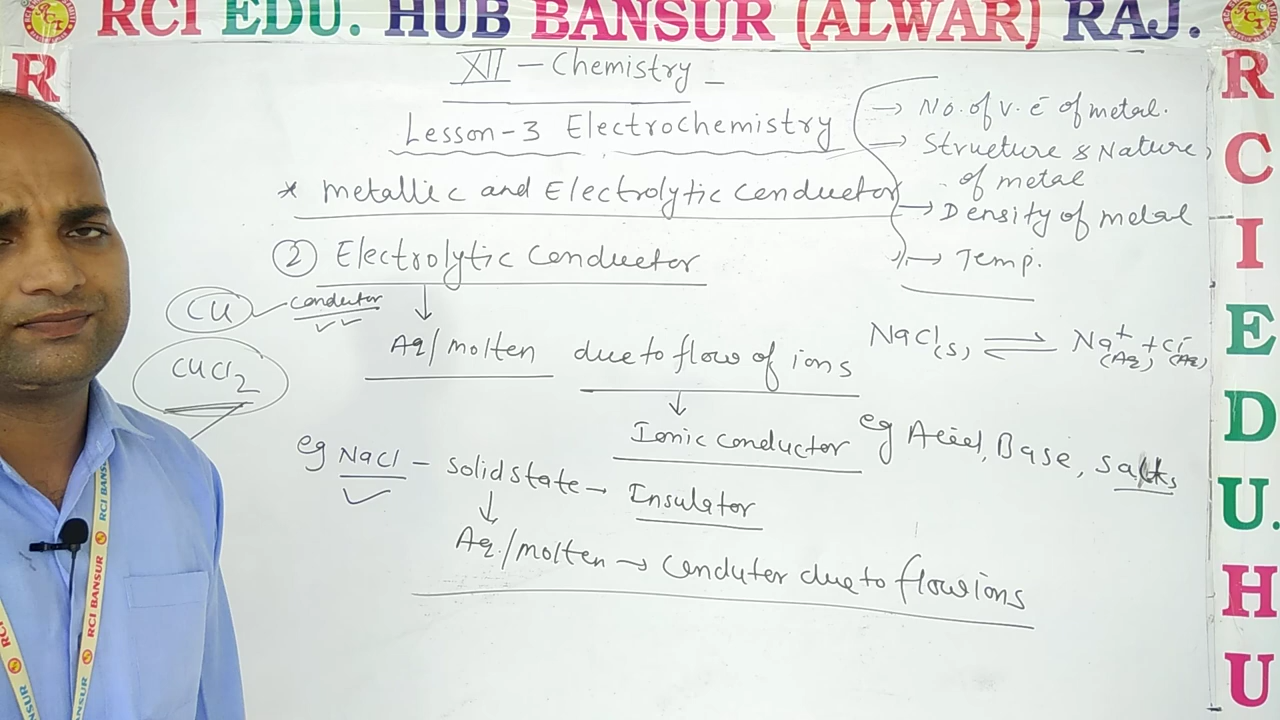 RCI EDU. HUB BANSUR (ALWAR) RAJ.
R
R
C
I
E
D
U.
H
U
XII - Chemistry
Lesson-3 Electrochemistry
* Metallic and Electrolytic Conductor
→ No. of v. e⁻ of metal.
→ Structure & Nature,
of metal
→ Density of metal
→ Temp.
② Electrolytic Conductor
Cu conductor
CuCl₂
↓
Aq/molten due to flow of ions
↓
Ionic conductor
NaCl(s) ⇌ Na⁺(Aq) + Cl⁻(Aq)
eg Acid, Base, Salts
eg NaCl - Solid state → Insulator
↓
Aq./molten → Conduter due to flow ions
RCI BANSUR
RCI BANSUR
NSUR